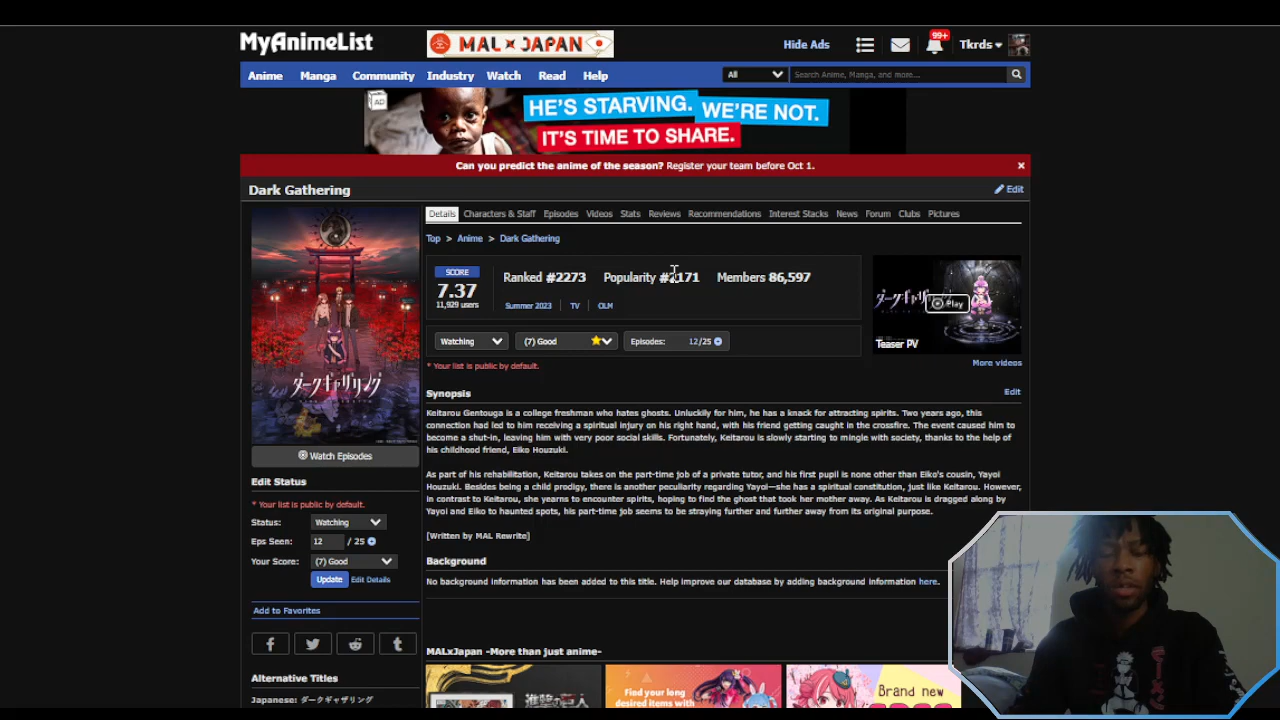 MyAnimeList
MAL×JAPAN
Hide Ads
99+
Tkrds
Anime Manga Community Industry Watch Read Help
All
Search Anime, Manga, and more...
AD
HE'S STARVING. WE'RE NOT.
IT'S TIME TO SHARE.
Can you predict the anime of the season? Register your team before Oct 1.
×
Dark Gathering
Edit
Details Characters & Staff Episodes Videos Stats Reviews Recommendations Interest Stacks News Forum Clubs Pictures
Top > Anime > Dark Gathering
SCORE
7.37
11,929 users
Ranked #2273 Popularity #2171 Members 86,597
Summer 2023 TV OLM
Play
Teaser PV
Watching (7) Good Episodes: 12/25
More videos
* Your list is public by default.
Synopsis
Edit
Keitarou Gentouga is a college freshman who hates ghosts. Unluckily for him, he has a knack for attracting spirits. Two years ago, this
connection had led to him receiving a spiritual injury on his right hand, with his friend getting caught in the crossfire. The event caused him to
become a shut-in, leaving him with very poor social skills. Fortunately, Keitarou is slowly starting to mingle with society, thanks to the help of
his childhood friend, Eiko Houzuki.
As part of his rehabilitation, Keitarou takes on the part-time job of a private tutor, and his first pupil is none other than Eiko's cousin, Yayoi
Houzuki. Besides being a child prodigy, there is another peculiarity regarding Yayoi—she has a spiritual constitution, just like Keitarou. However,
in contrast to Keitarou, she yearns to encounter spirits, hoping to find the ghost that took her mother away. As Keitarou is dragged along by
Yayoi and Eiko to haunted spots, his part-time job seems to be straying further and further away from its original purpose.
[Written by MAL Rewrite]
Background
No background information has been added to this title. Help improve our database by adding background information here.
ダークギャザリング
Watch Episodes
Edit Status
* Your list is public by default.
Status: Watching
Eps Seen: 12 / 25
Your Score: (7) Good
Update Edit Details
Add to Favorites
Alternative Titles
Japanese: ダークギャザリング
MALxJapan -More than just anime-
Find your long
desired items with
Brand new